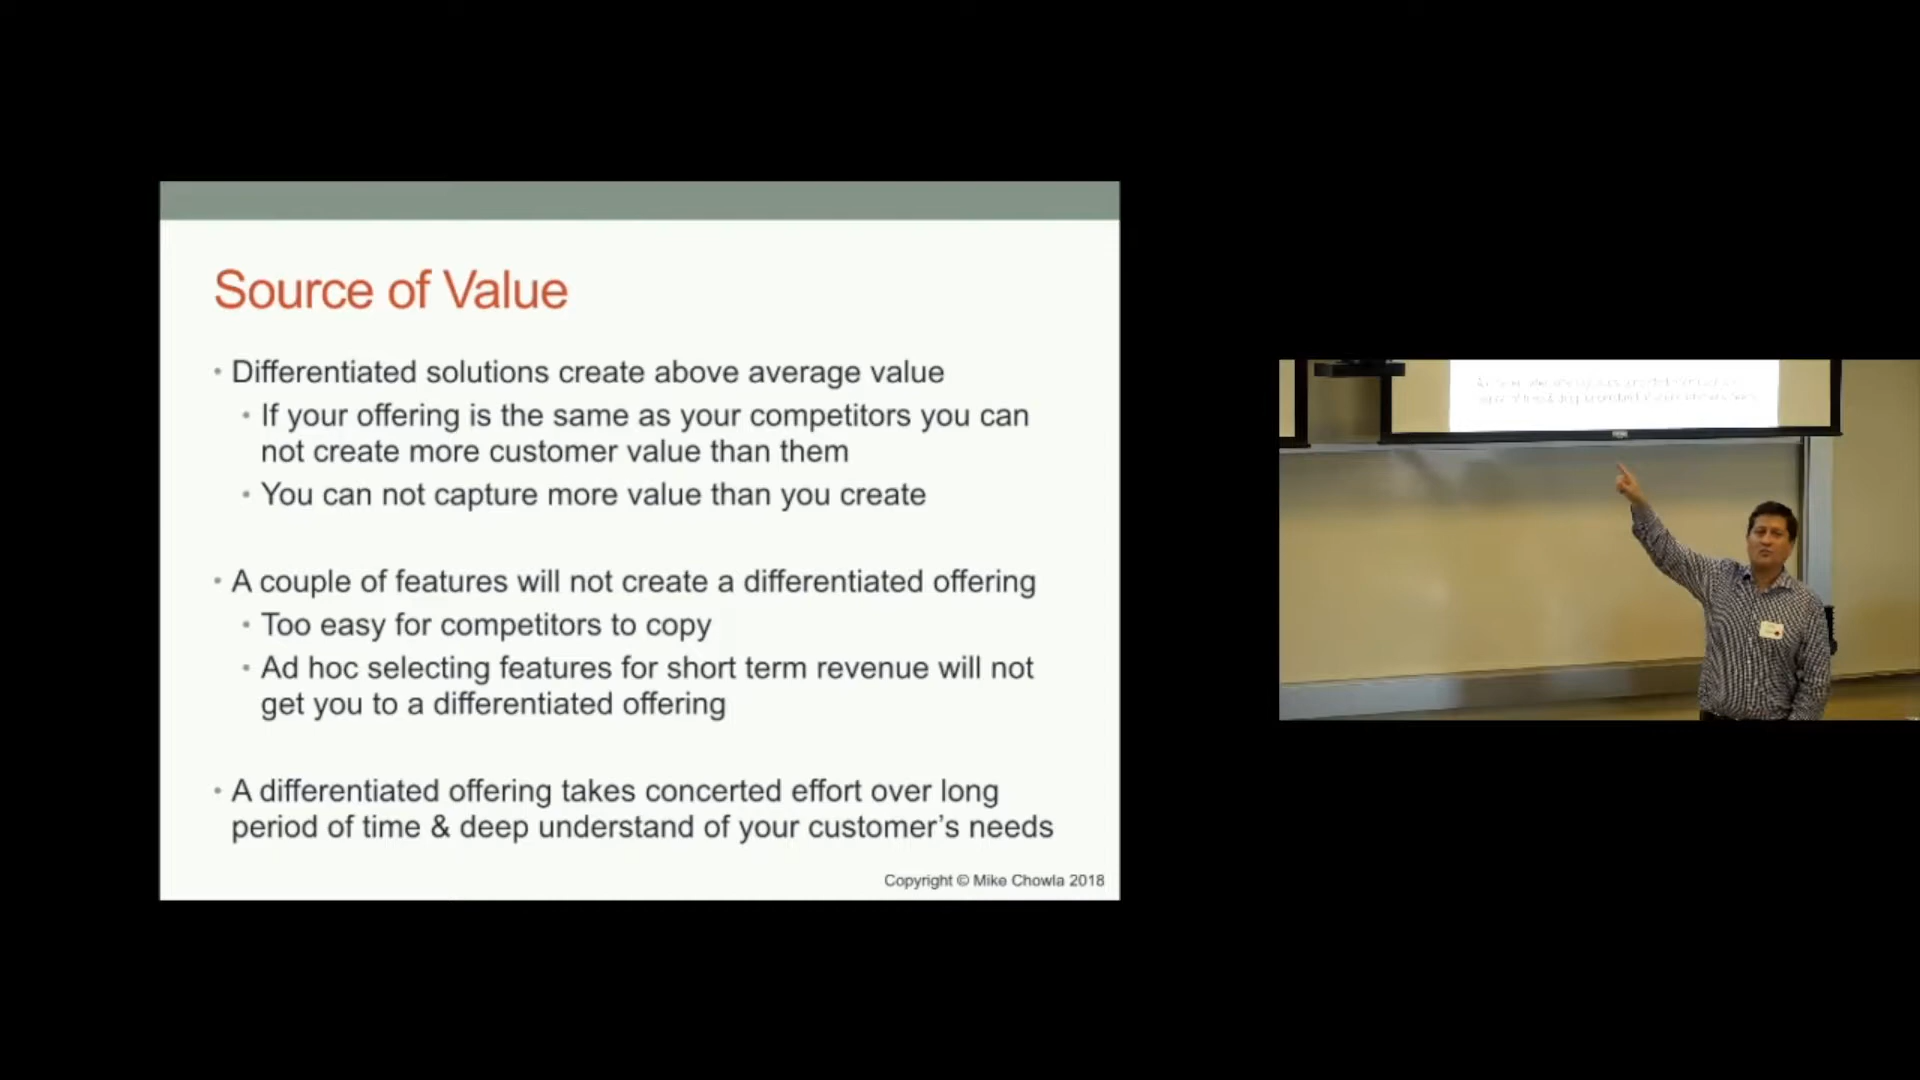 Source of Value
• Differentiated solutions create above average value
• If your offering is the same as your competitors you can
not create more customer value than them
• You can not capture more value than you create
• A couple of features will not create a differentiated offering
• Too easy for competitors to copy
• Ad hoc selecting features for short term revenue will not
get you to a differentiated offering
• A differentiated offering takes concerted effort over long
period of time & deep understand of your customer's needs
Copyright © Mike Chowla 2018